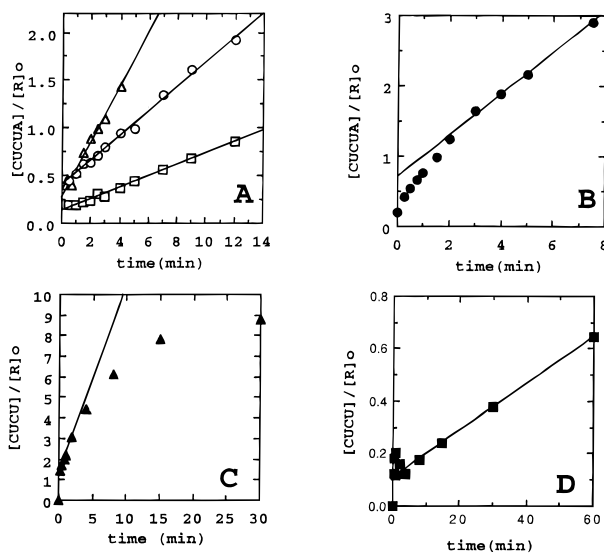 [CUCUA]/[R]o
2.0
1.5
1.0
0.5
0.0
0 2 4 6 8 10 12 14
time(min)
A
[CUCUA]/[R]o
3
2
1
0
0 2 4 6 8
time(min)
B
[CUCU]/[R]o
10
9
8
7
6
5
4
3
2
1
0
0 5 10 15 20 25 30
time (min)
C
[CUCU]/[R]o
0.8
0.6
0.4
0.2
0.0
0 20 40 60
time(min)
D